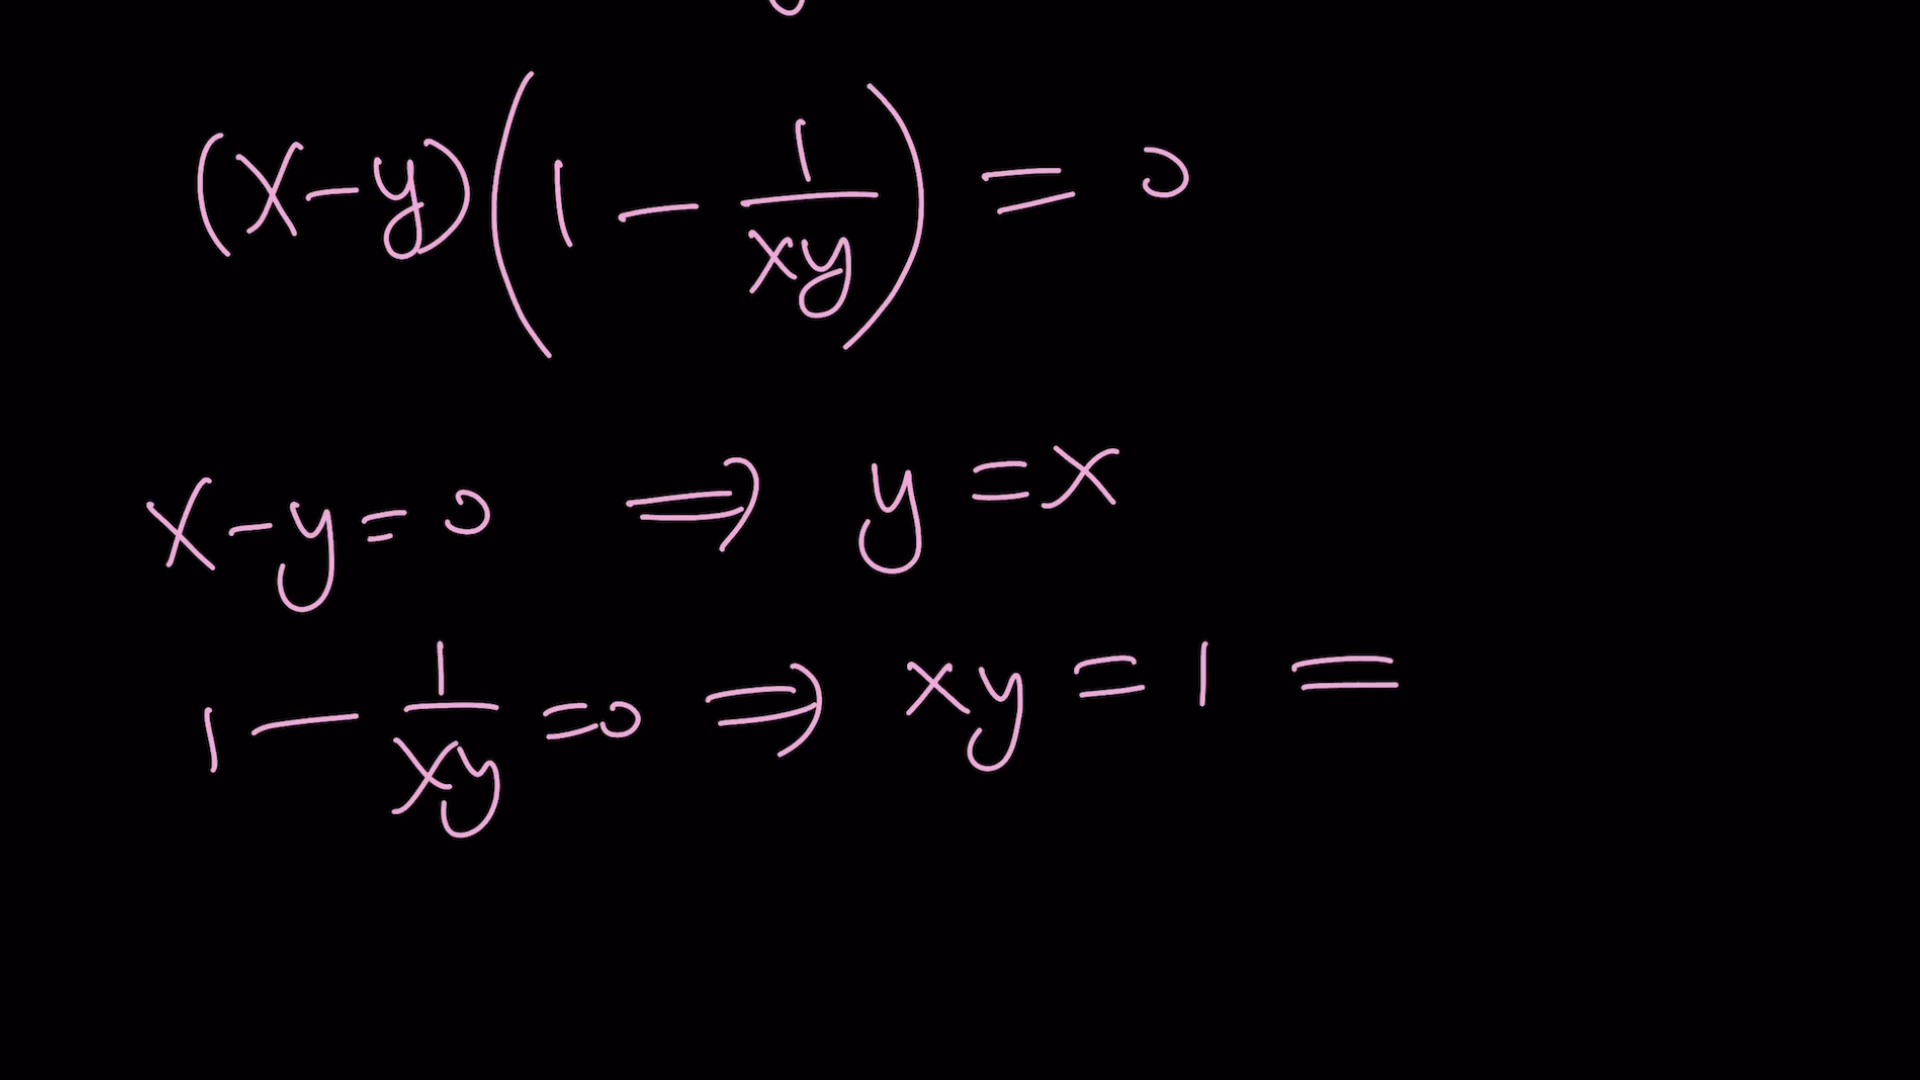 (x-y)(1 - 1/xy) = 0
x-y=0 ⇒ y=x
1 - 1/xy =0 ⇒ xy = 1 =